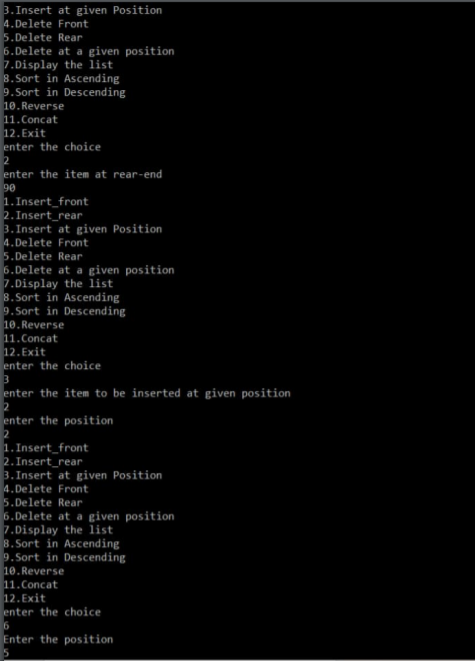 3.Insert at given Position
4.Delete Front
5.Delete Rear
6.Delete at a given position
7.Display the list
8.Sort in Ascending
9.Sort in Descending
10.Reverse
11.Concat
12.Exit
enter the choice
2
enter the item at rear-end
90
1.Insert_front
2.Insert_rear
3.Insert at given Position
4.Delete Front
5.Delete Rear
6.Delete at a given position
7.Display the list
8.Sort in Ascending
9.Sort in Descending
10.Reverse
11.Concat
12.Exit
enter the choice
3
enter the item to be inserted at given position
2
enter the position
2
1.Insert_front
2.Insert_rear
3.Insert at given Position
4.Delete Front
5.Delete Rear
6.Delete at a given position
7.Display the list
8.Sort in Ascending
9.Sort in Descending
10.Reverse
11.Concat
12.Exit
enter the choice
6
Enter the position
5